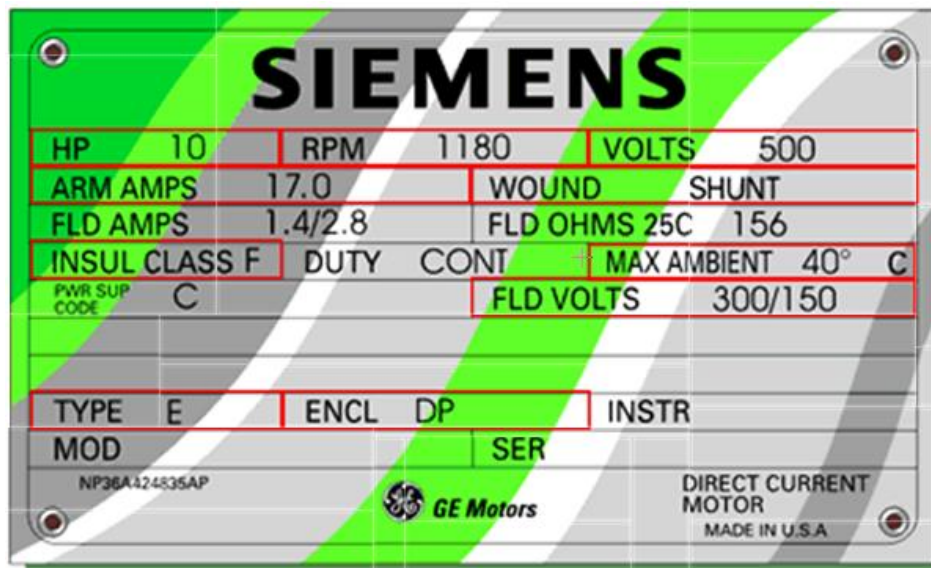 SIEMENS
HP 10 RPM 1180 VOLTS 500
ARM AMPS 17.0 WOUND SHUNT
FLD AMPS 1.4/2.8 FLD OHMS 25C 156
INSUL CLASS F DUTY CONT MAX AMBIENT 40° C
PWR SUP CODE C FLD VOLTS 300/150
TYPE E ENCL DP INSTR
MOD SER
NP36A424835AP
GE Motors
DIRECT CURRENT
MOTOR
MADE IN U.S.A